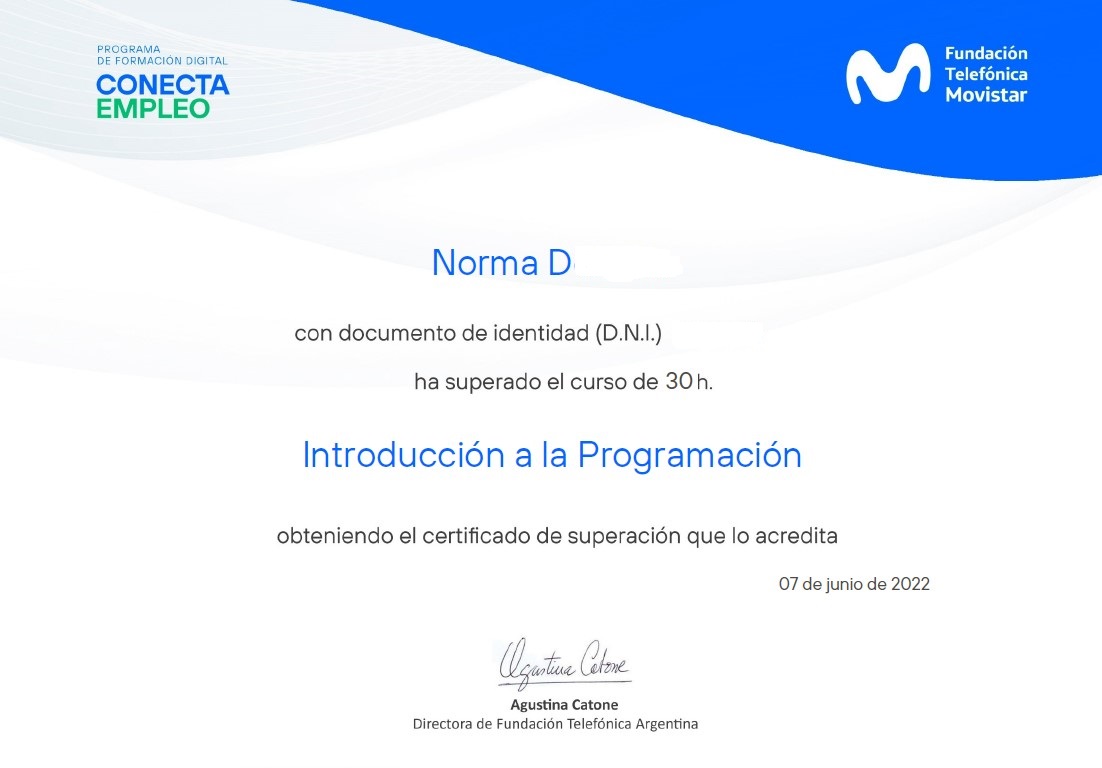 PROGRAMA
DE FORMACIÓN DIGITAL
CONECTA
EMPLEO
Fundación
Telefónica
Movistar
Norma D
con documento de identidad (D.N.I.)
ha superado el curso de 30 h.
Introducción a la Programación
obteniendo el certificado de superación que lo acredita
07 de junio de 2022
Agustina Catone
Agustina Catone
Directora de Fundación Telefónica Argentina